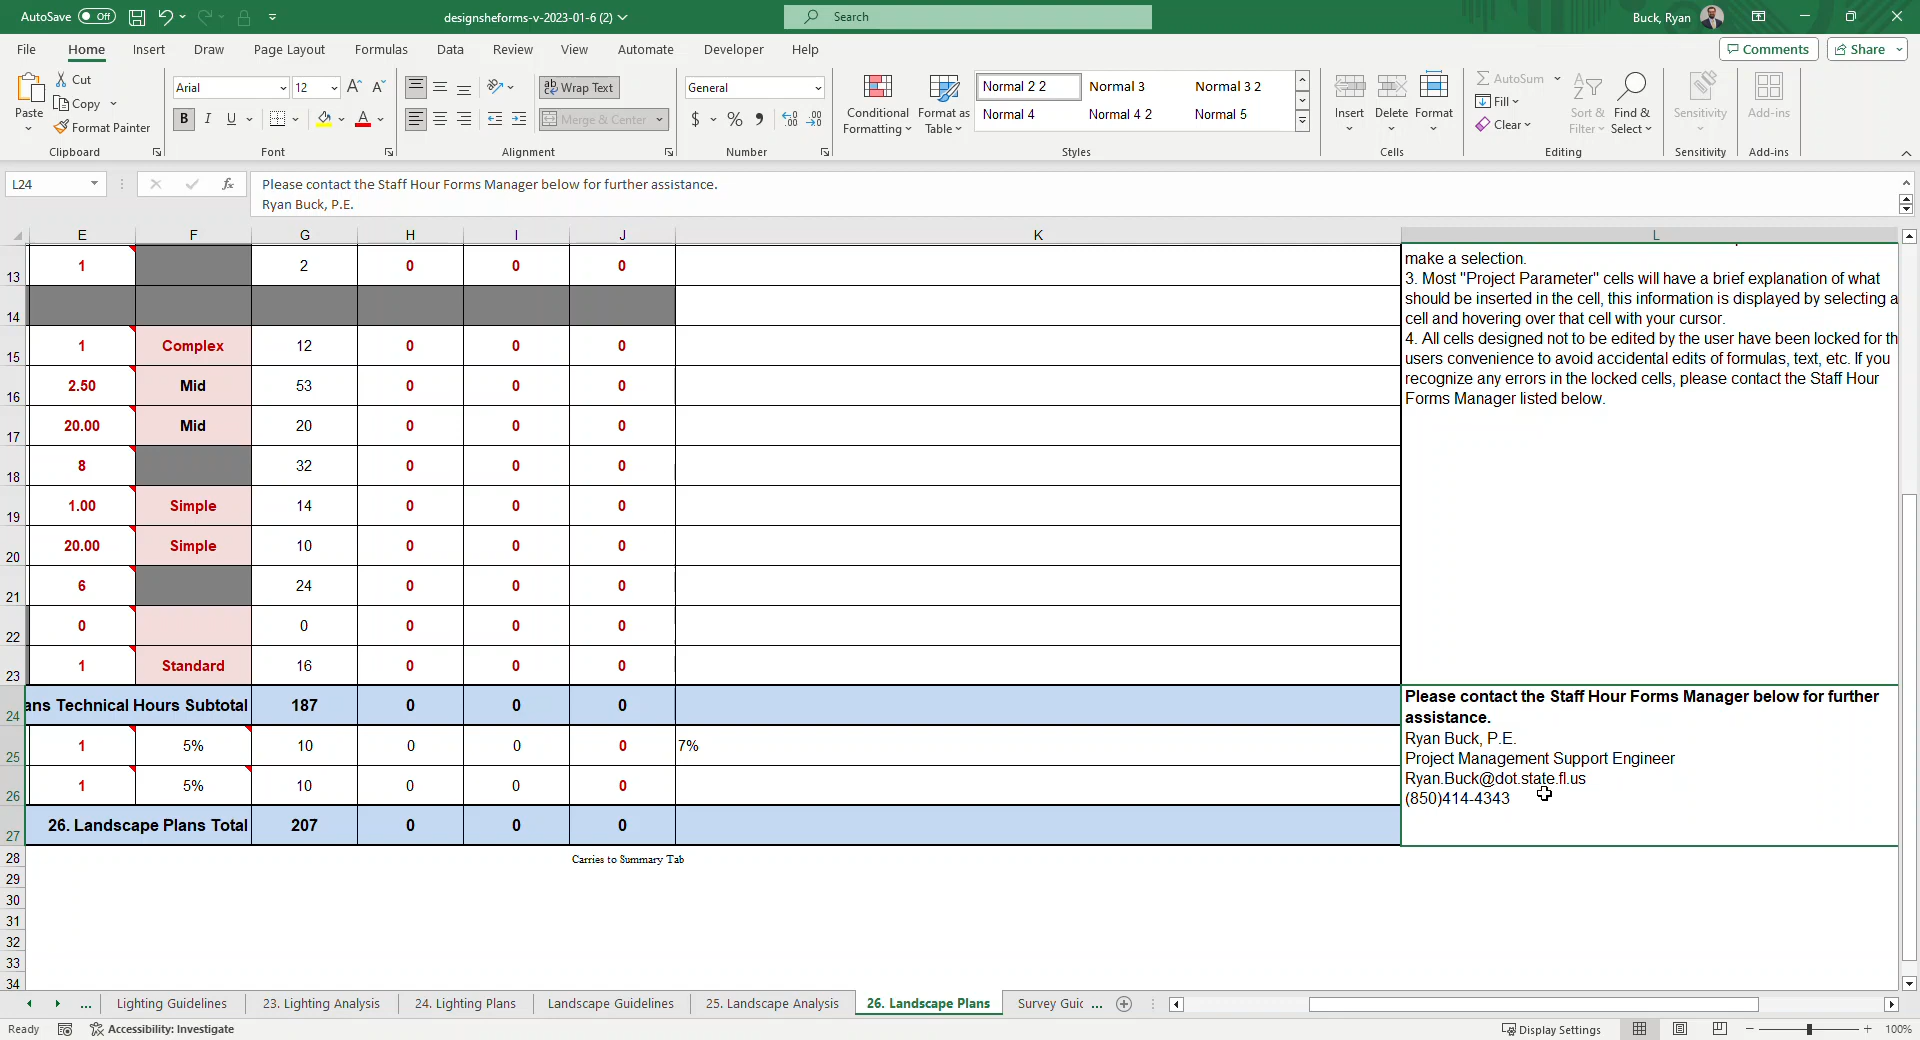 AutoSave Off designsheforms-v-2023-01-6 (2) Search Buck, Ryan
File Home Insert Draw Page Layout Formulas Data Review View Automate Developer Help Comments Share
Paste Cut Copy Format Painter Clipboard
Arial 12 B I U Font
Wrap Text Merge & Center Alignment
General $ % Number
Conditional Formatting Format as Table
Normal 2 2 Normal 3 Normal 3 2
Normal 4 Normal 4 2 Normal 5
Styles
Insert Delete Format Cells
AutoSum Fill Clear Sort & Filter Find & Select Editing
Sensitivity Sensitivity
Add-ins Add-ins
L24 fx Please contact the Staff Hour Forms Manager below for further assistance.
Ryan Buck, P.E.
E F G H I J K L
13 1 2 0 0 0
14
15 1 Complex 12 0 0 0
16 2.50 Mid 53 0 0 0
17 20.00 Mid 20 0 0 0
18 8 32 0 0 0
19 1.00 Simple 14 0 0 0
20 20.00 Simple 10 0 0 0
21 6 24 0 0 0
22 0 0 0 0 0
23 1 Standard 16 0 0 0
24 ans Technical Hours Subtotal 187 0 0 0
25 1 5% 10 0 0 0 7%
26 1 5% 10 0 0 0
27 26. Landscape Plans Total 207 0 0 0
28 Carries to Summary Tab
29
30
31
32
33
34
make a selection.
3. Most "Project Parameter" cells will have a brief explanation of what
should be inserted in the cell, this information is displayed by selecting a
cell and hovering over that cell with your cursor.
4. All cells designed not to be edited by the user have been locked for th
users convenience to avoid accidental edits of formulas, text, etc. If you
recognize any errors in the locked cells, please contact the Staff Hour
Forms Manager listed below.
Please contact the Staff Hour Forms Manager below for further
assistance.
Ryan Buck, P.E.
Project Management Support Engineer
Ryan.Buck@dot.state.fl.us
(850)414-4343
... Lighting Guidelines 23. Lighting Analysis 24. Lighting Plans Landscape Guidelines 25. Landscape Analysis 26. Landscape Plans Survey Guic ...
Ready Accessibility: Investigate Display Settings 100%